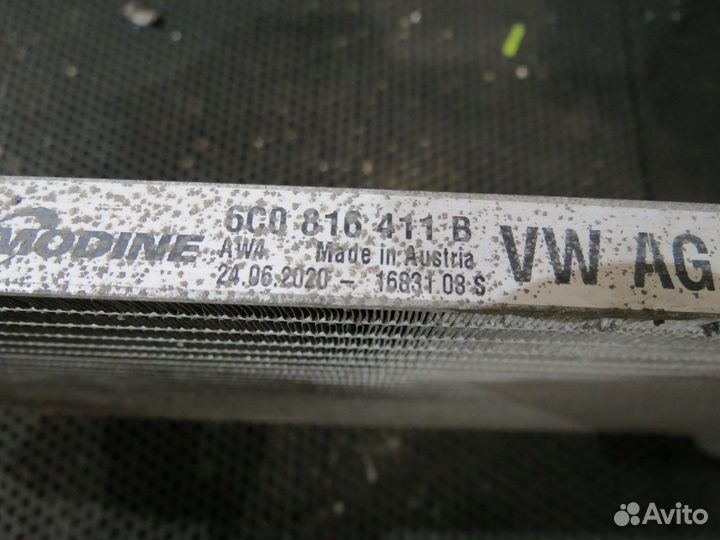 MODINE 6C0 816 411 B VW AG
AW4 Made in Austria
24.06.2020 - 16831 08 S
Avito